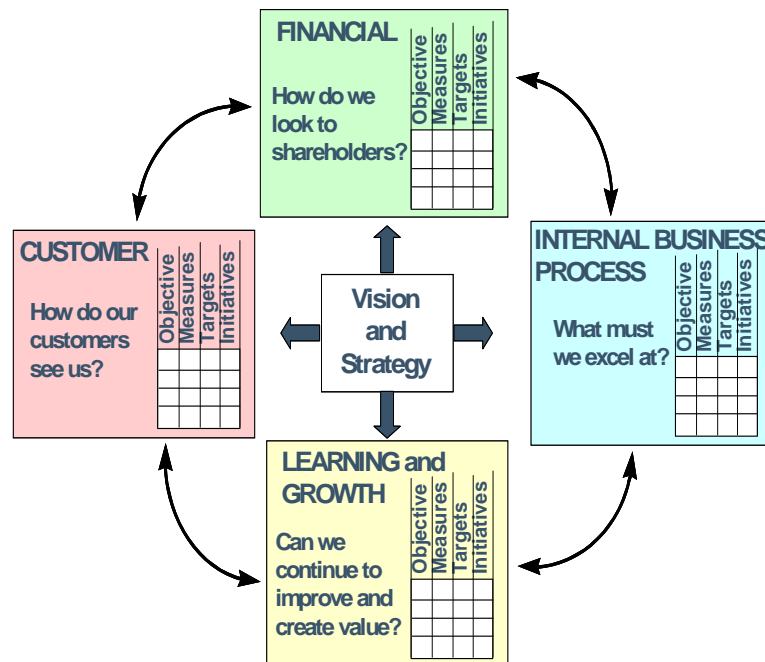 FINANCIAL
How do we
look to
shareholders?
Objective
Measures
Targets
Initiatives
CUSTOMER
How do our
customers
see us?
Objective
Measures
Targets
Initiatives
Vision
and
Strategy
INTERNAL BUSINESS
PROCESS
What must
we excel at?
Objective
Measures
Targets
Initiatives
LEARNING and
GROWTH
Can we
continue to
improve and
create value?
Objective
Measures
Targets
Initiatives